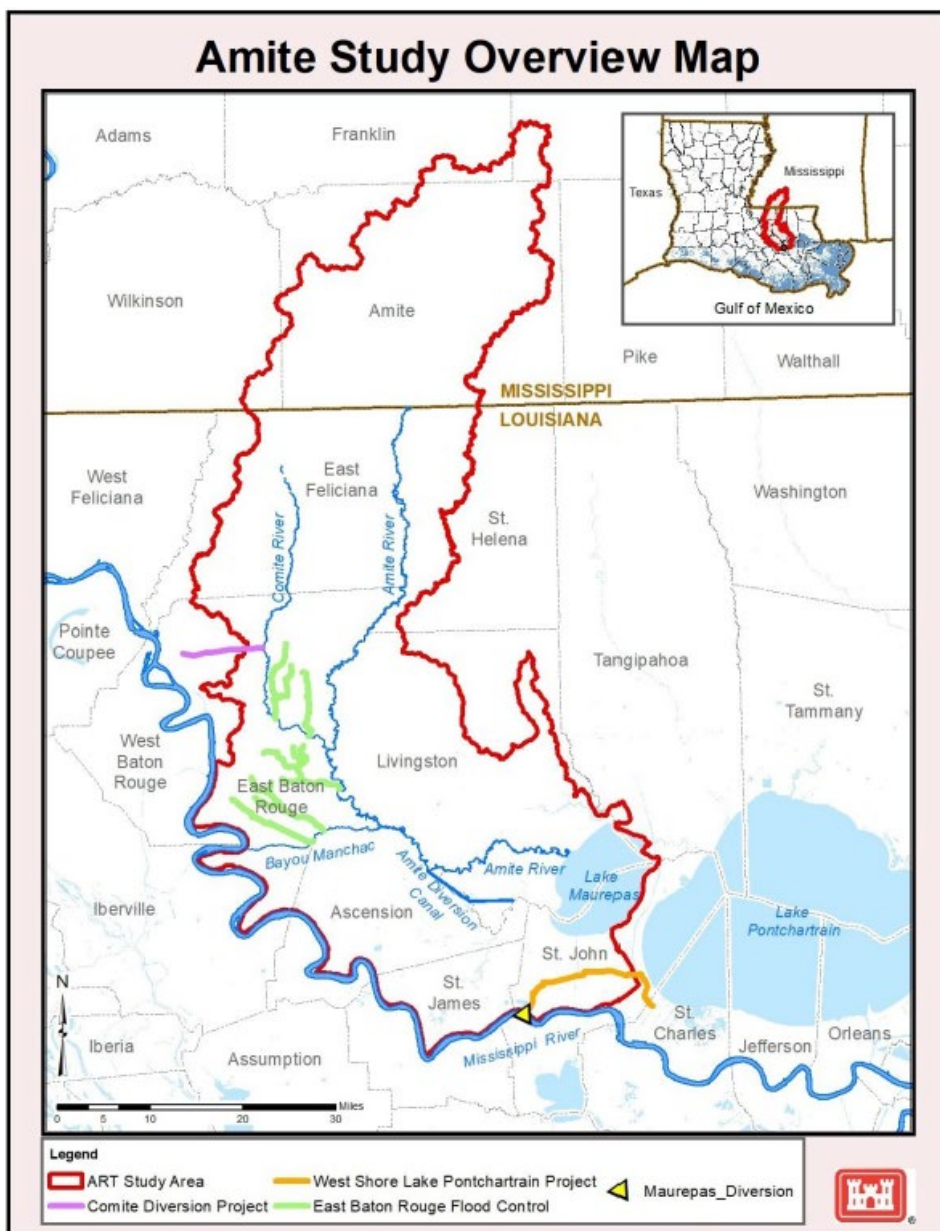 Amite Study Overview Map
Adams
Franklin
Texas
Mississippi
Gulf of Mexico
Wilkinson
Amite
Pike
Walthall
MISSISSIPPI
LOUISIANA
West
Feliciana
East
Feliciana
St.
Helena
Washington
Comite River
Amite River
Pointe
Coupee
Tangipahoa
St.
Tammany
West
Baton
Rouge
Livingston
East Baton
Rouge
Bayou Manchac
Amite River
Amite Diversion
Canal
Lake
Maurepas
Lake
Pontchartrain
Iberville
Ascension
St. John
St.
James
St.
Charles
Mississippi River
Jefferson
Orleans
N
Iberia
Assumption
Miles
0 5 10 20 30
Legend
ART Study Area
West Shore Lake Pontchartrain Project
Maurepas_Diversion
Comite Diversion Project
East Baton Rouge Flood Control
®